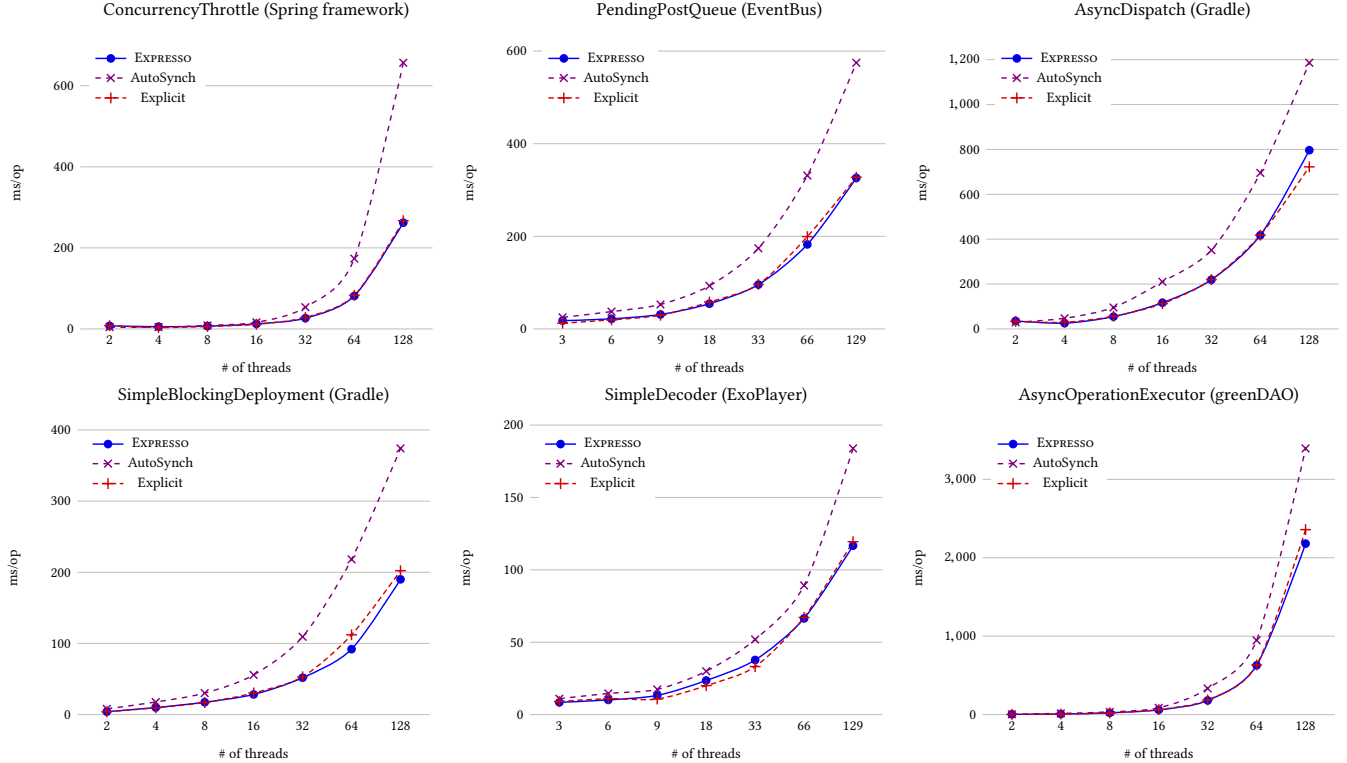 ConcurrencyThrottle (Spring framework)
EXPRESSO
AutoSynch
Explicit
600
400
200
0
ms/op
2 4 8 16 32 64 128
# of threads
PendingPostQueue (EventBus)
EXPRESSO
AutoSynch
Explicit
600
400
200
0
ms/op
3 6 9 18 33 66 129
# of threads
AsyncDispatch (Gradle)
EXPRESSO
AutoSynch
Explicit
1,200
1,000
800
600
400
200
0
ms/op
2 4 8 16 32 64 128
# of threads
SimpleBlockingDeployment (Gradle)
EXPRESSO
AutoSynch
Explicit
400
300
200
100
0
ms/op
2 4 8 16 32 64 128
# of threads
SimpleDecoder (ExoPlayer)
EXPRESSO
AutoSynch
Explicit
200
150
100
50
0
ms/op
3 6 9 18 33 66 129
# of threads
AsyncOperationExecutor (greenDAO)
EXPRESSO
AutoSynch
Explicit
3,000
2,000
1,000
0
ms/op
2 4 8 16 32 64 128
# of threads